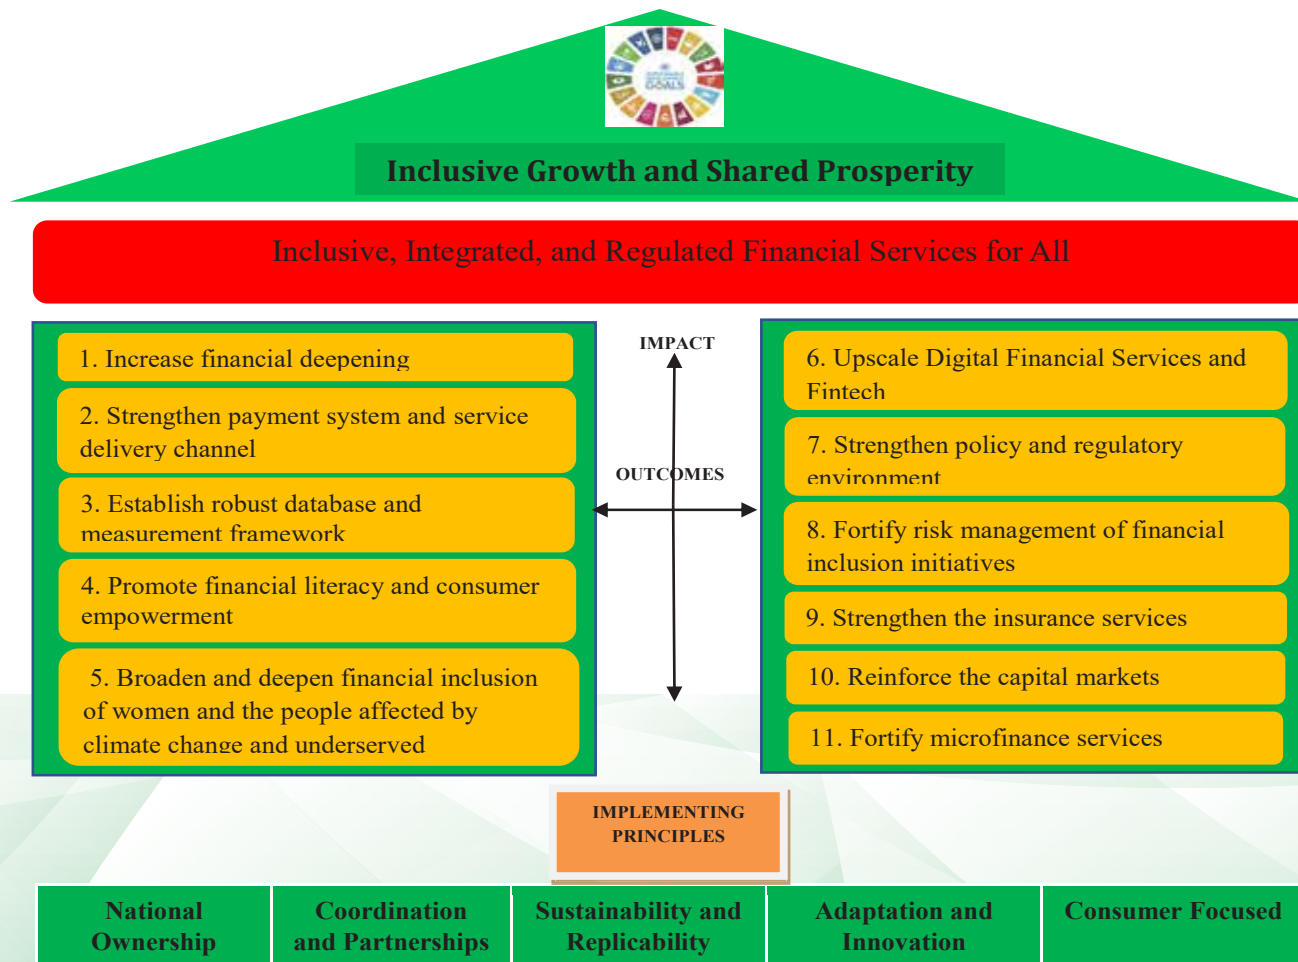 GOALS
Inclusive Growth and Shared Prosperity
Inclusive, Integrated, and Regulated Financial Services for All
1. Increase financial deepening
2. Strengthen payment system and service
delivery channel
3. Establish robust database and
measurement framework
4. Promote financial literacy and consumer
empowerment
5. Broaden and deepen financial inclusion
of women and the people affected by
climate change and underserved
IMPACT
OUTCOMES
6. Upscale Digital Financial Services and
Fintech
7. Strengthen policy and regulatory
environment
8. Fortify risk management of financial
inclusion initiatives
9. Strengthen the insurance services
10. Reinforce the capital markets
11. Fortify microfinance services
IMPLEMENTING
PRINCIPLES
National
Ownership
Coordination
and Partnerships
Sustainability and
Replicability
Adaptation and
Innovation
Consumer Focused